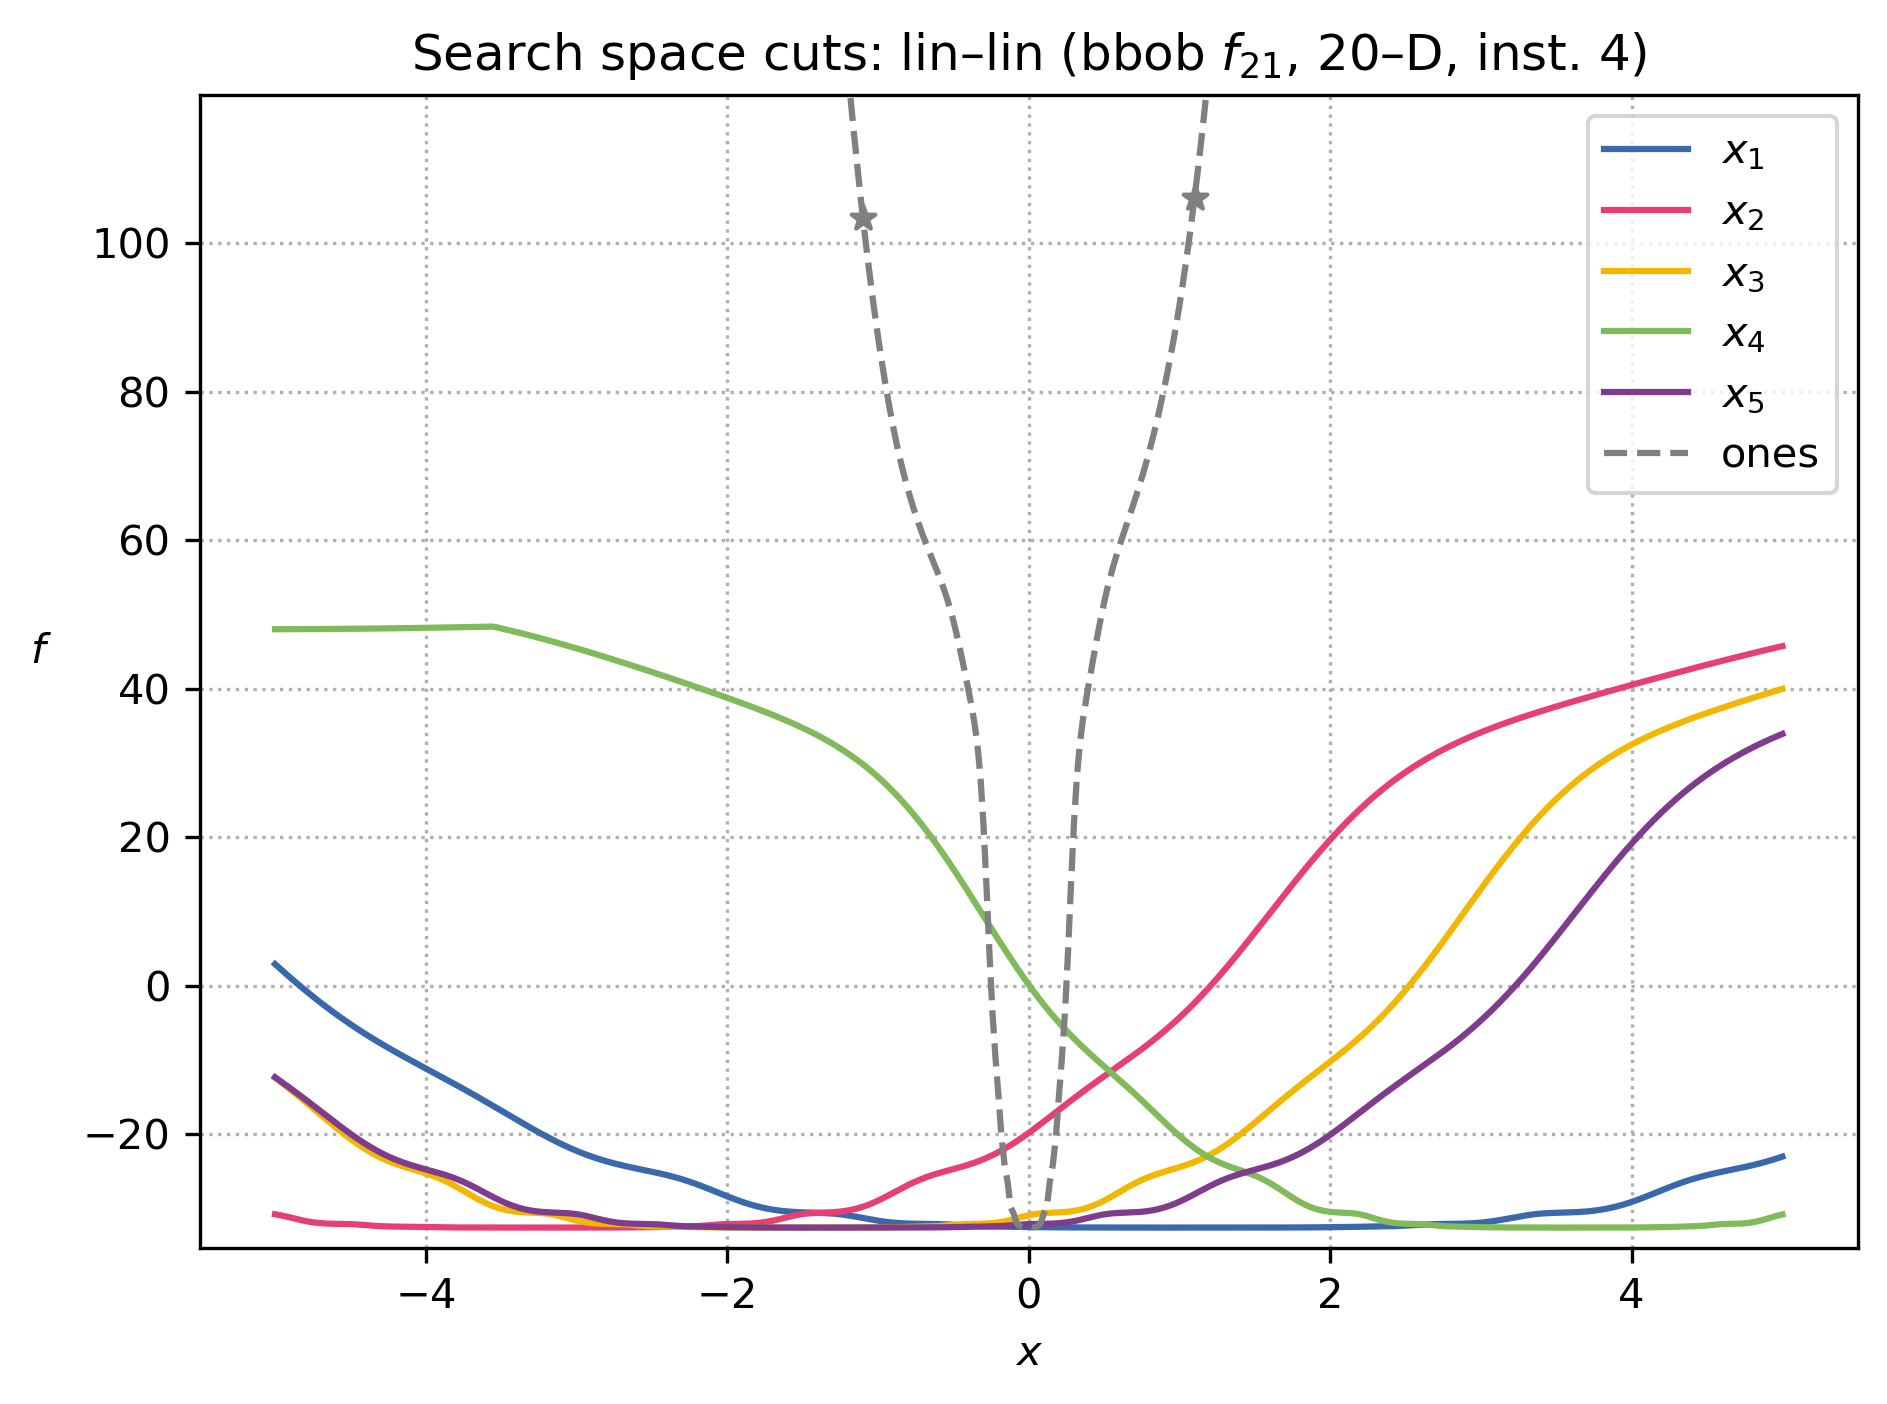 Search space cuts: lin–lin (bbob f₂₁, 20–D, inst. 4)
x₁
x₂
x₃
x₄
x₅
ones
100
80
60
40
20
0
−20
f
−4 −2 0 2 4
x